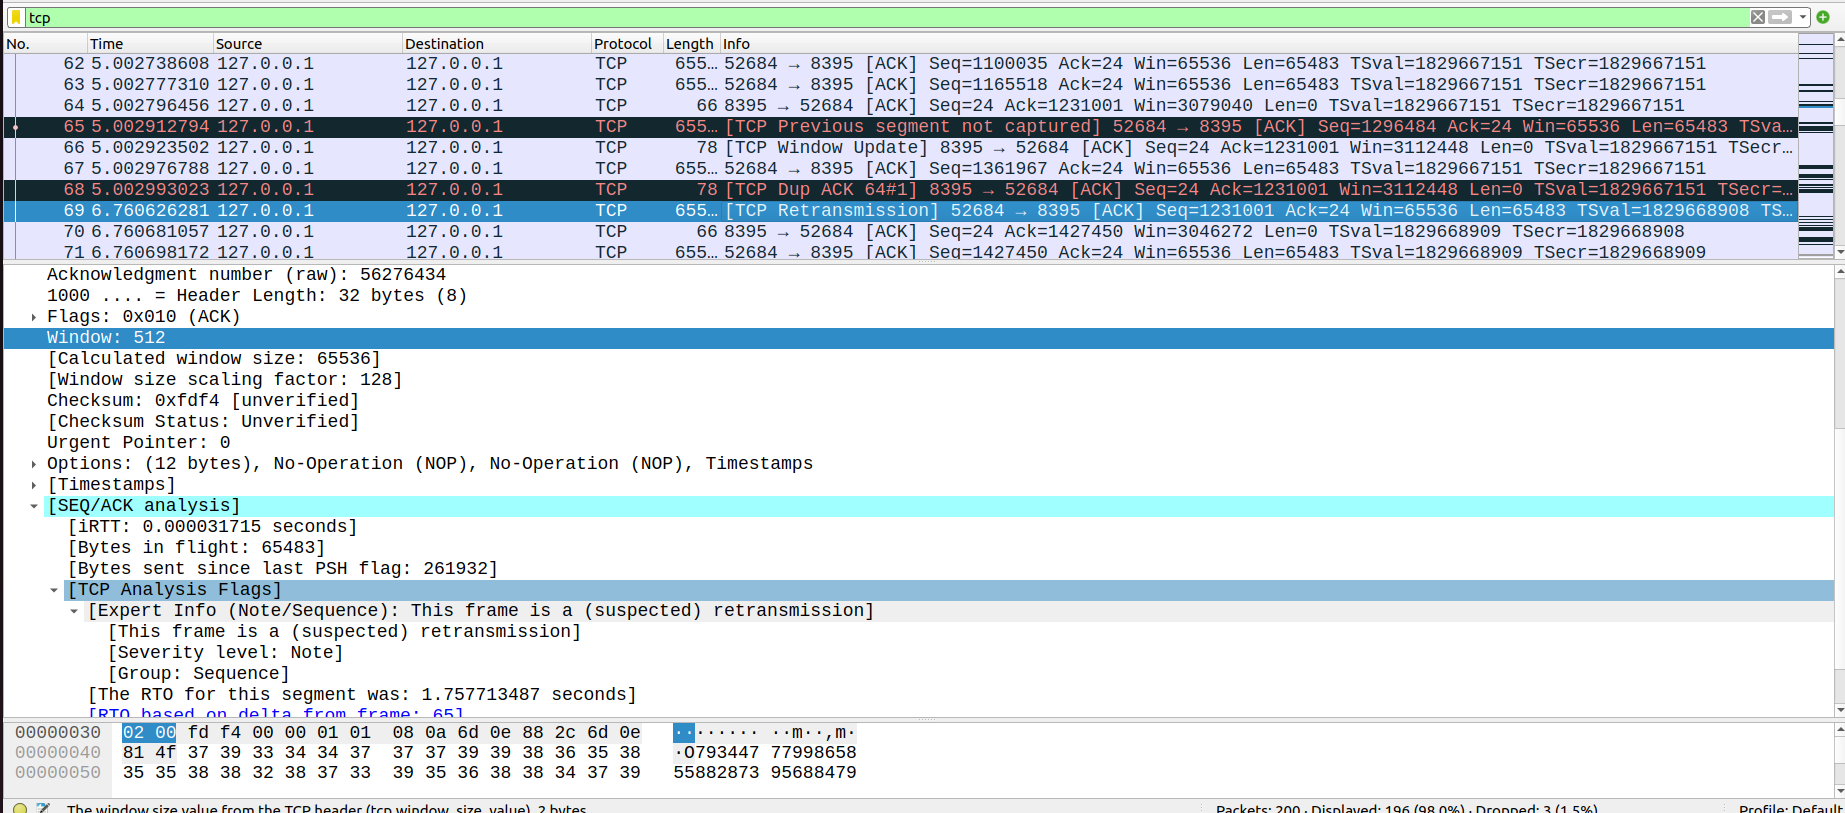 tcp
No. Time Source Destination Protocol Length Info
62 5.002738608 127.0.0.1 127.0.0.1 TCP 655… 52684 → 8395 [ACK] Seq=1100035 Ack=24 Win=65536 Len=65483 TSval=1829667151 TSecr=1829667151
63 5.002777310 127.0.0.1 127.0.0.1 TCP 655… 52684 → 8395 [ACK] Seq=1165518 Ack=24 Win=65536 Len=65483 TSval=1829667151 TSecr=1829667151
64 5.002796456 127.0.0.1 127.0.0.1 TCP 66 8395 → 52684 [ACK] Seq=24 Ack=1231001 Win=3079040 Len=0 TSval=1829667151 TSecr=1829667151
65 5.002912794 127.0.0.1 127.0.0.1 TCP 655… [TCP Previous segment not captured] 52684 → 8395 [ACK] Seq=1296484 Ack=24 Win=65536 Len=65483 TSva…
66 5.002923502 127.0.0.1 127.0.0.1 TCP 78 [TCP Window Update] 8395 → 52684 [ACK] Seq=24 Ack=1231001 Win=3112448 Len=0 TSval=1829667151 TSecr…
67 5.002976788 127.0.0.1 127.0.0.1 TCP 655… 52684 → 8395 [ACK] Seq=1361967 Ack=24 Win=65536 Len=65483 TSval=1829667151 TSecr=1829667151
68 5.002993023 127.0.0.1 127.0.0.1 TCP 78 [TCP Dup ACK 64#1] 8395 → 52684 [ACK] Seq=24 Ack=1231001 Win=3112448 Len=0 TSval=1829667151 TSecr=…
69 6.760626281 127.0.0.1 127.0.0.1 TCP 655… [TCP Retransmission] 52684 → 8395 [ACK] Seq=1231001 Ack=24 Win=65536 Len=65483 TSval=1829668908 TS…
70 6.760681057 127.0.0.1 127.0.0.1 TCP 66 8395 → 52684 [ACK] Seq=24 Ack=1427450 Win=3046272 Len=0 TSval=1829668909 TSecr=1829668908
71 6.760698172 127.0.0.1 127.0.0.1 TCP 655… 52684 → 8395 [ACK] Seq=1427450 Ack=24 Win=65536 Len=65483 TSval=1829668909 TSecr=1829668909
Acknowledgment number (raw): 56276434
1000 .... = Header Length: 32 bytes (8)
Flags: 0x010 (ACK)
Window: 512
[Calculated window size: 65536]
[Window size scaling factor: 128]
Checksum: 0xfdf4 [unverified]
[Checksum Status: Unverified]
Urgent Pointer: 0
Options: (12 bytes), No-Operation (NOP), No-Operation (NOP), Timestamps
[Timestamps]
[SEQ/ACK analysis]
[iRTT: 0.000031715 seconds]
[Bytes in flight: 65483]
[Bytes sent since last PSH flag: 261932]
[TCP Analysis Flags]
[Expert Info (Note/Sequence): This frame is a (suspected) retransmission]
[This frame is a (suspected) retransmission]
[Severity level: Note]
[Group: Sequence]
[The RTO for this segment was: 1.757713487 seconds]
[RTO based on delta from frame: 65]
00000030 02 00 fd f4 00 00 01 01 08 0a 6d 0e 88 2c 6d 0e ········ ··m··,m·
00000040 81 4f 37 39 33 34 34 37 37 37 39 39 38 36 35 38 ·O793447 77998658
00000050 35 35 38 38 32 38 37 33 39 35 36 38 38 34 37 39 55882873 95688479
The window size value from the TCP header (tcp.window_size_value), 2 bytes Packets: 200 · Displayed: 196 (98.0%) · Dropped: 3 (1.5%) Profile: Default